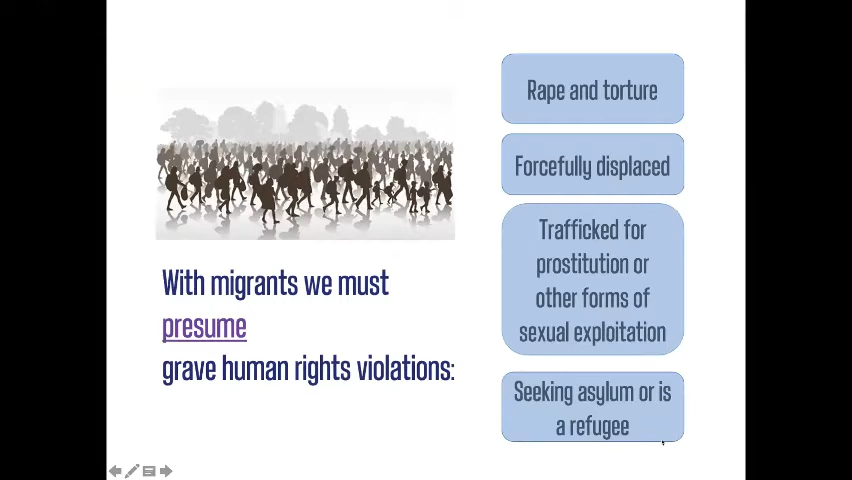 With migrants we must
presume
grave human rights violations:
Rape and torture
Forcefully displaced
Trafficked for
prostitution or
other forms of
sexual exploitation
Seeking asylum or is
a refugee